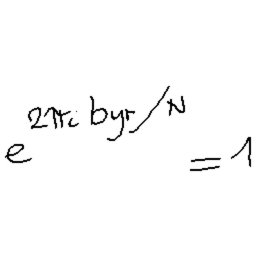 e^{2πi byr/N} = 1